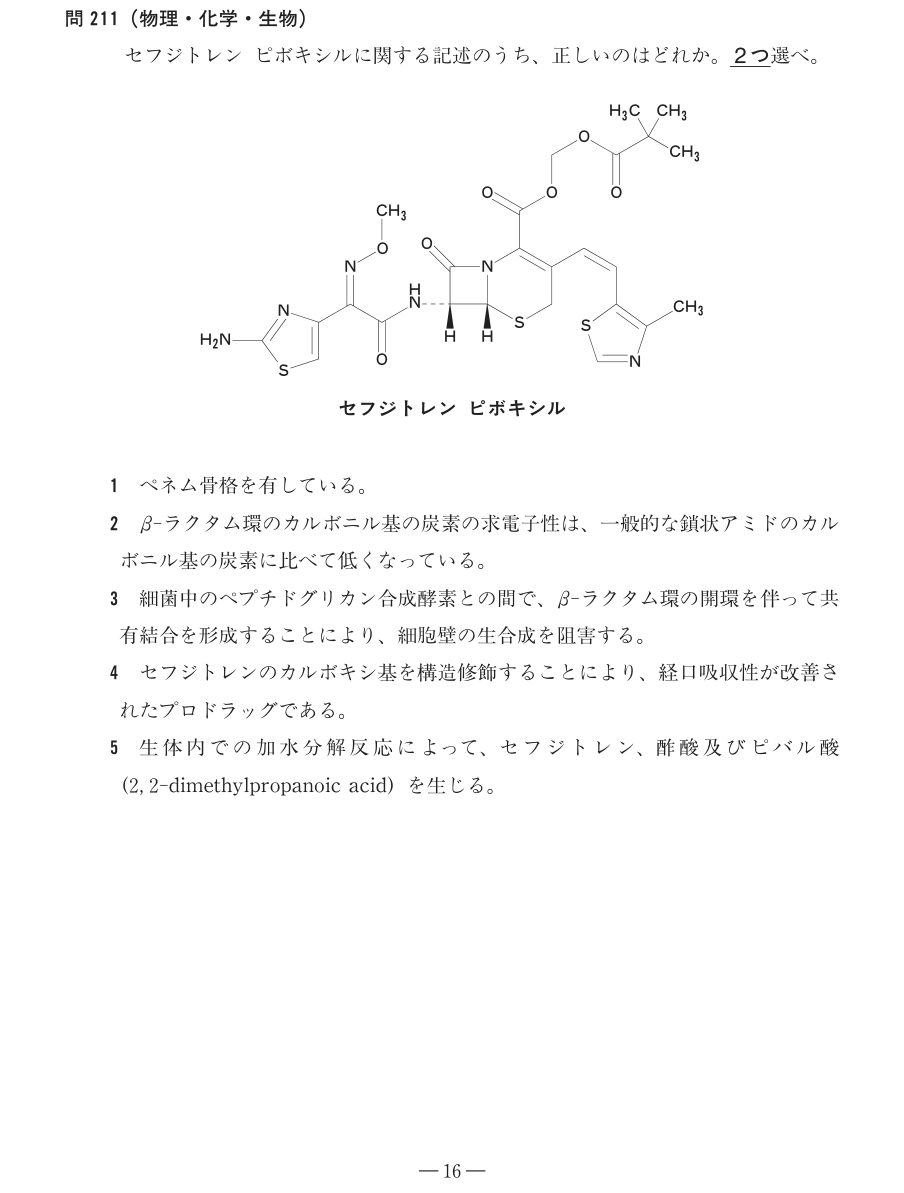 問 211（物理・化学・生物）
セフジトレン ピボキシルに関する記述のうち、正しいのはどれか。2つ選べ。
H3C CH3
O
CH3
O
O
O
CH3
O
O
N
N
H
N
N
H2N
S
O
H
H
S
S
CH3
N
セフジトレン ピボキシル
1 ペネム骨格を有している。
2 β-ラクタム環のカルボニル基の炭素の求電子性は、一般的な鎖状アミドのカル
ボニル基の炭素に比べて低くなっている。
3 細菌中のペプチドグリカン合成酵素との間で、β-ラクタム環の開環を伴って共
有結合を形成することにより、細胞壁の生合成を阻害する。
4 セフジトレンのカルボキシ基を構造修飾することにより、経口吸収性が改善さ
れたプロドラッグである。
5 生体内での加水分解反応によって、セフジトレン、酢酸及びピバル酸
(2, 2-dimethylpropanoic acid) を生じる。
— 16 —